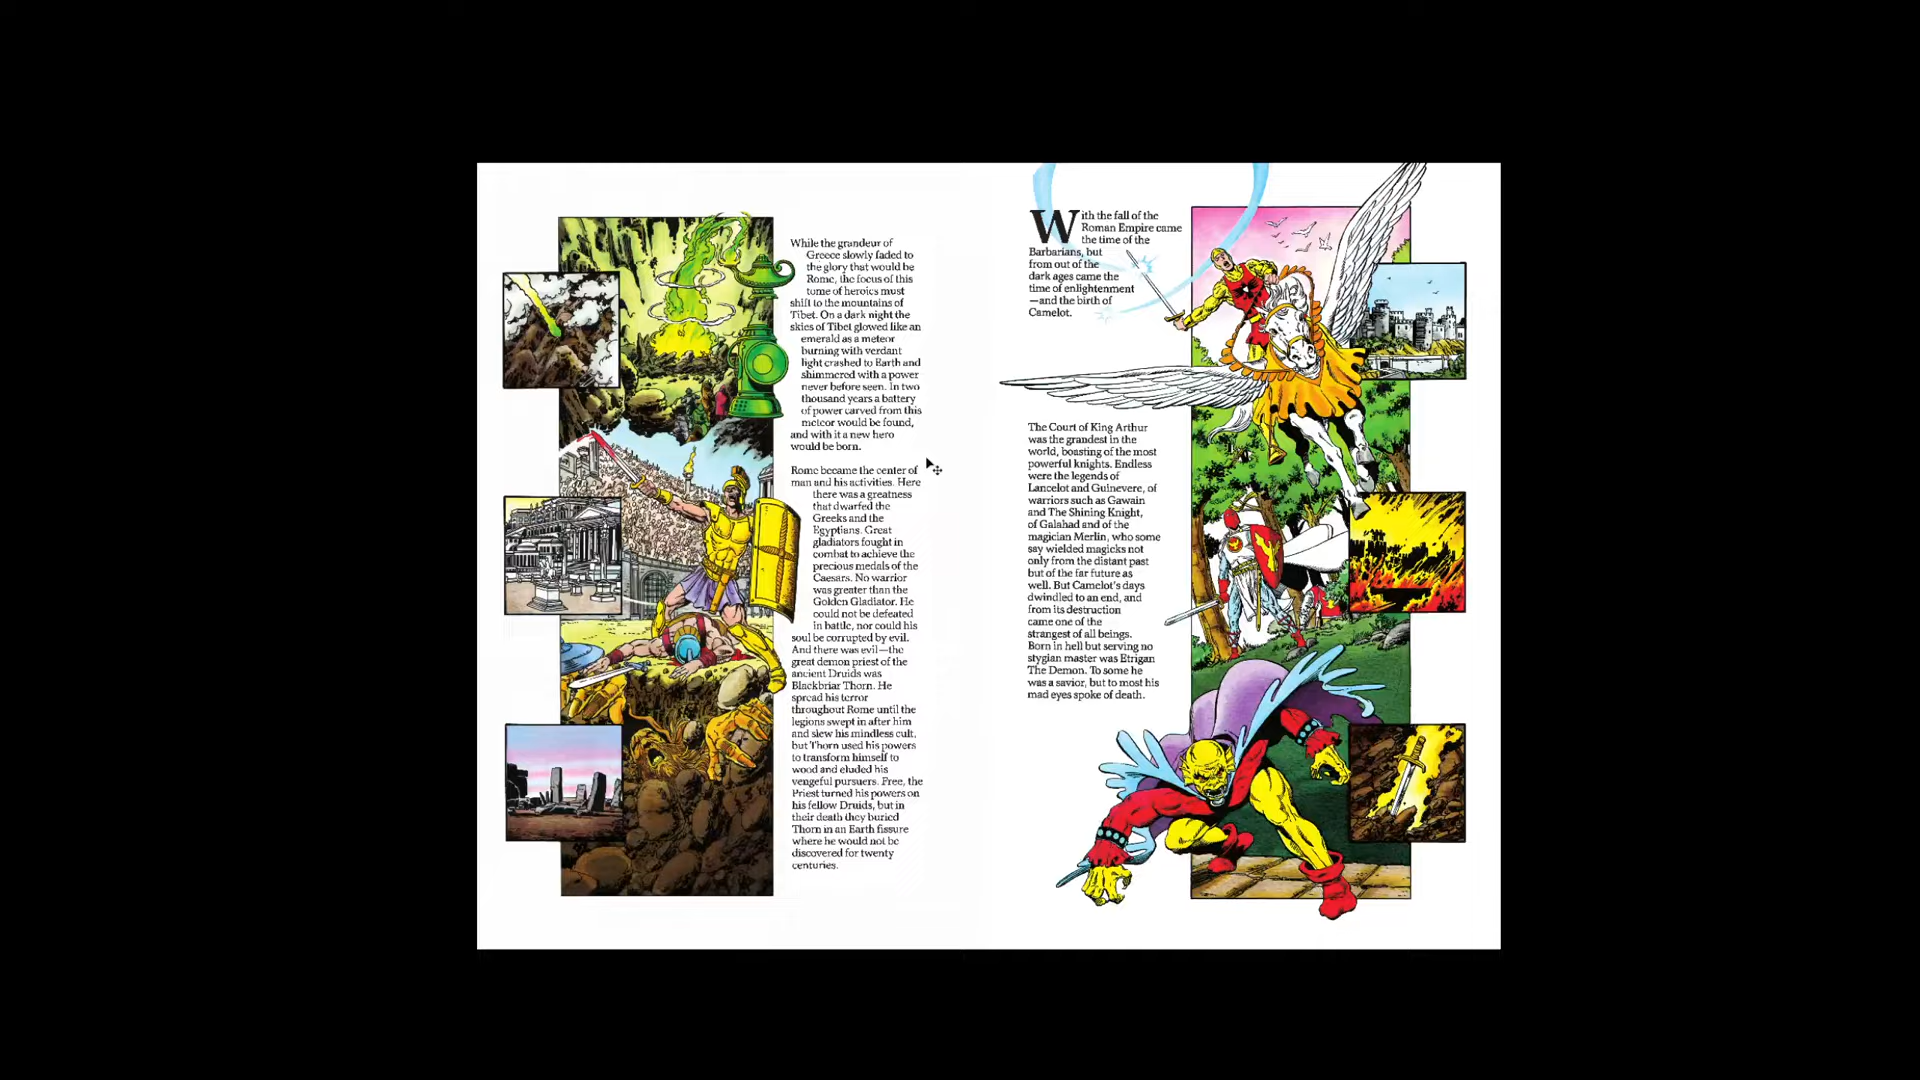 While the grandeur of
Greece slowly faded to
the glory that would be
Rome, the focus of this
tome of heroics must
shift to the mountains of
Tibet. On a dark night the
skies of Tibet glowed like an
emerald as a meteor
burning with verdant
light crashed to Earth and
shimmered with a power
never before seen. In two
thousand years a battery
of power carved from this
meteor would be found,
and with it a new hero
would be born.
Rome became the center of
man and his activities. Here
there was a greatness
that dwarfed the
Greeks and the
Egyptians. Great
gladiators fought in
combat to achieve the
precious medals of the
Caesars. No warrior
was greater than the
Golden Gladiator. He
could not be defeated
in battle, nor could his
soul be corrupted by evil.
And there was evil—the
great demon priest of the
ancient Druids was
Blackbriar Thorn. He
spread his terror
throughout Rome until the
legions swept in after him
and slew his mindless cult,
but Thorn used his powers
to transform himself to
wood and eluded his
vengeful pursuers. Free, the
Priest turned his powers on
his fellow Druids, but in
their death they buried
Thorn in an Earth fissure
where he would not be
discovered for twenty
centuries.
With the fall of the
Roman Empire came
the time of the
Barbarians, but
from out of the
dark ages came the
time of enlightenment
—and the birth of
Camelot.
The Court of King Arthur
was the grandest in the
world, boasting of the most
powerful knights. Endless
were the legends of
Lancelot and Guinevere, of
warriors such as Gawain
and The Shining Knight,
of Galahad and of the
magician Merlin, who some
say wielded magicks not
only from the distant past
but of the far future as
well. But Camelot's days
dwindled to an end, and
from its destruction
came one of the
strangest of all beings.
Born in hell but serving no
stygian master was Etrigan
The Demon. To some he
was a savior, but to most his
mad eyes spoke of death.